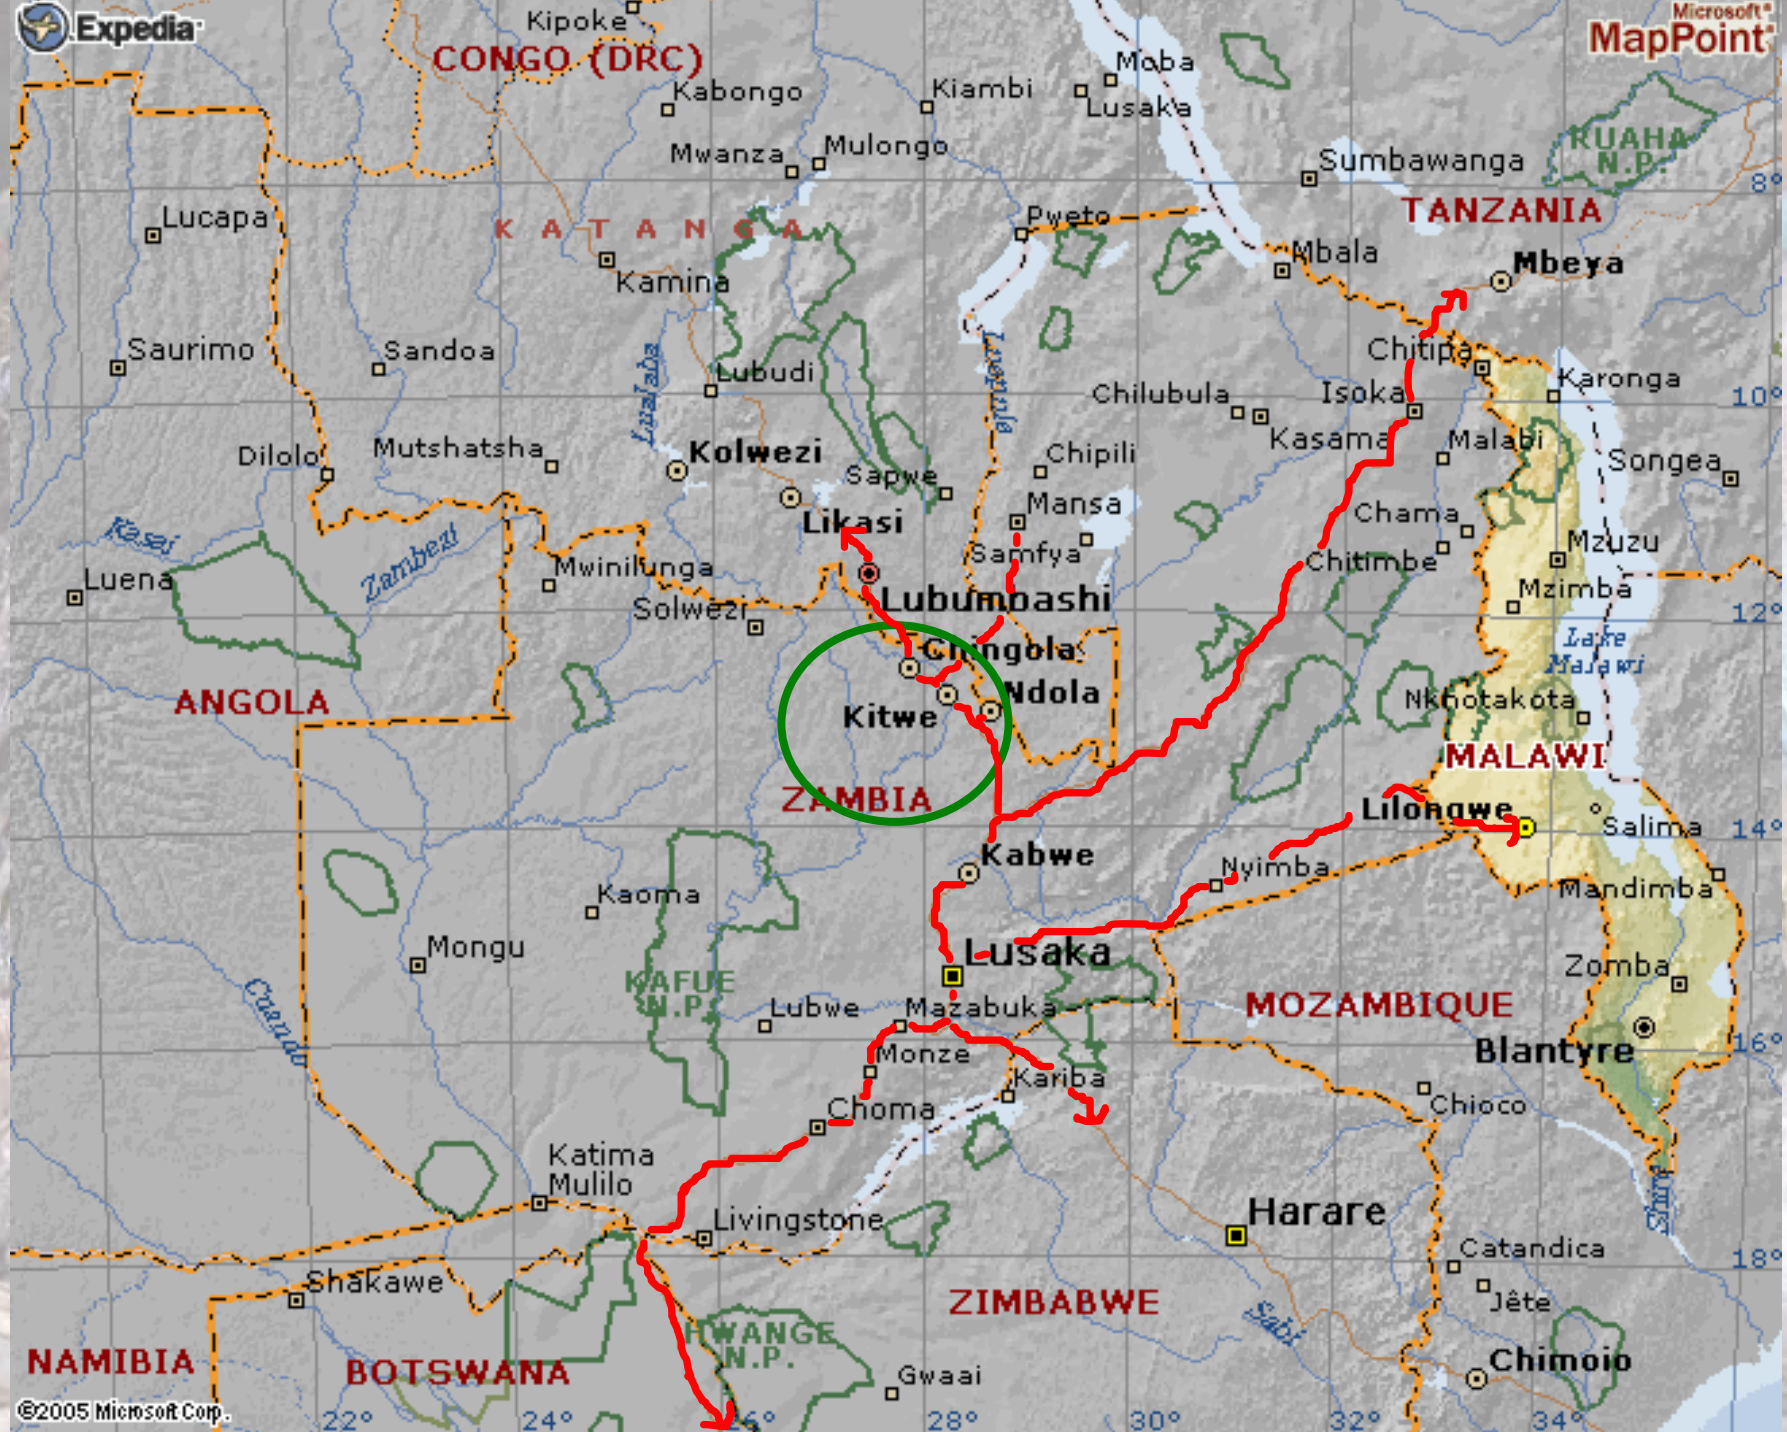 Expedia
Microsoft®
MapPoint®
Kipoke
CONGO (DRC)
Moba
Kabongo
Kiambi
Lusaka
RUAHA
N.P.
Mwanza
Mulongo
Sumbawanga
8°
Lucapa
KATANGA
Pweto
TANZANIA
Mbala
Mbeya
Kamina
Saurimo
Sandoa
Lualaba
Lubudi
Chitipa
Karonga
Chilubula
Isoka
10°
Kasama
Malabi
Dilolo
Mutshatsha
Kolwezi
Sapwe
Chipili
Songea
Likasi
Mansa
Chama
Kasai
Zambezi
Samfya
Chitimbe
Mzuzu
Luena
Mwinilunga
Mzimba
Solwezi
Lubumbashi
12°
Chingola
Lake
Malawi
ANGOLA
Kitwe
Ndola
Nkhotakota
MALAWI
ZAMBIA
Lilongwe
Salima
14°
Kabwe
Nyimba
Mandimba
Kaoma
Mongu
Lusaka
Zomba
KAFUE
N.P.
Cuando
Lubwe
Mazabuka
MOZAMBIQUE
Monze
Blantyre
16°
Kariba
Choma
Chioco
Katima
Mulilo
Shire
Livingstone
Harare
Catandica
18°
Shakawe
ZIMBABWE
Jête
Sabi
HWANGE
N.P.
NAMIBIA
BOTSWANA
Gwaai
Chimoio
©2005 Microsoft Corp.
22°
24°
26°
28°
30°
32°
34°